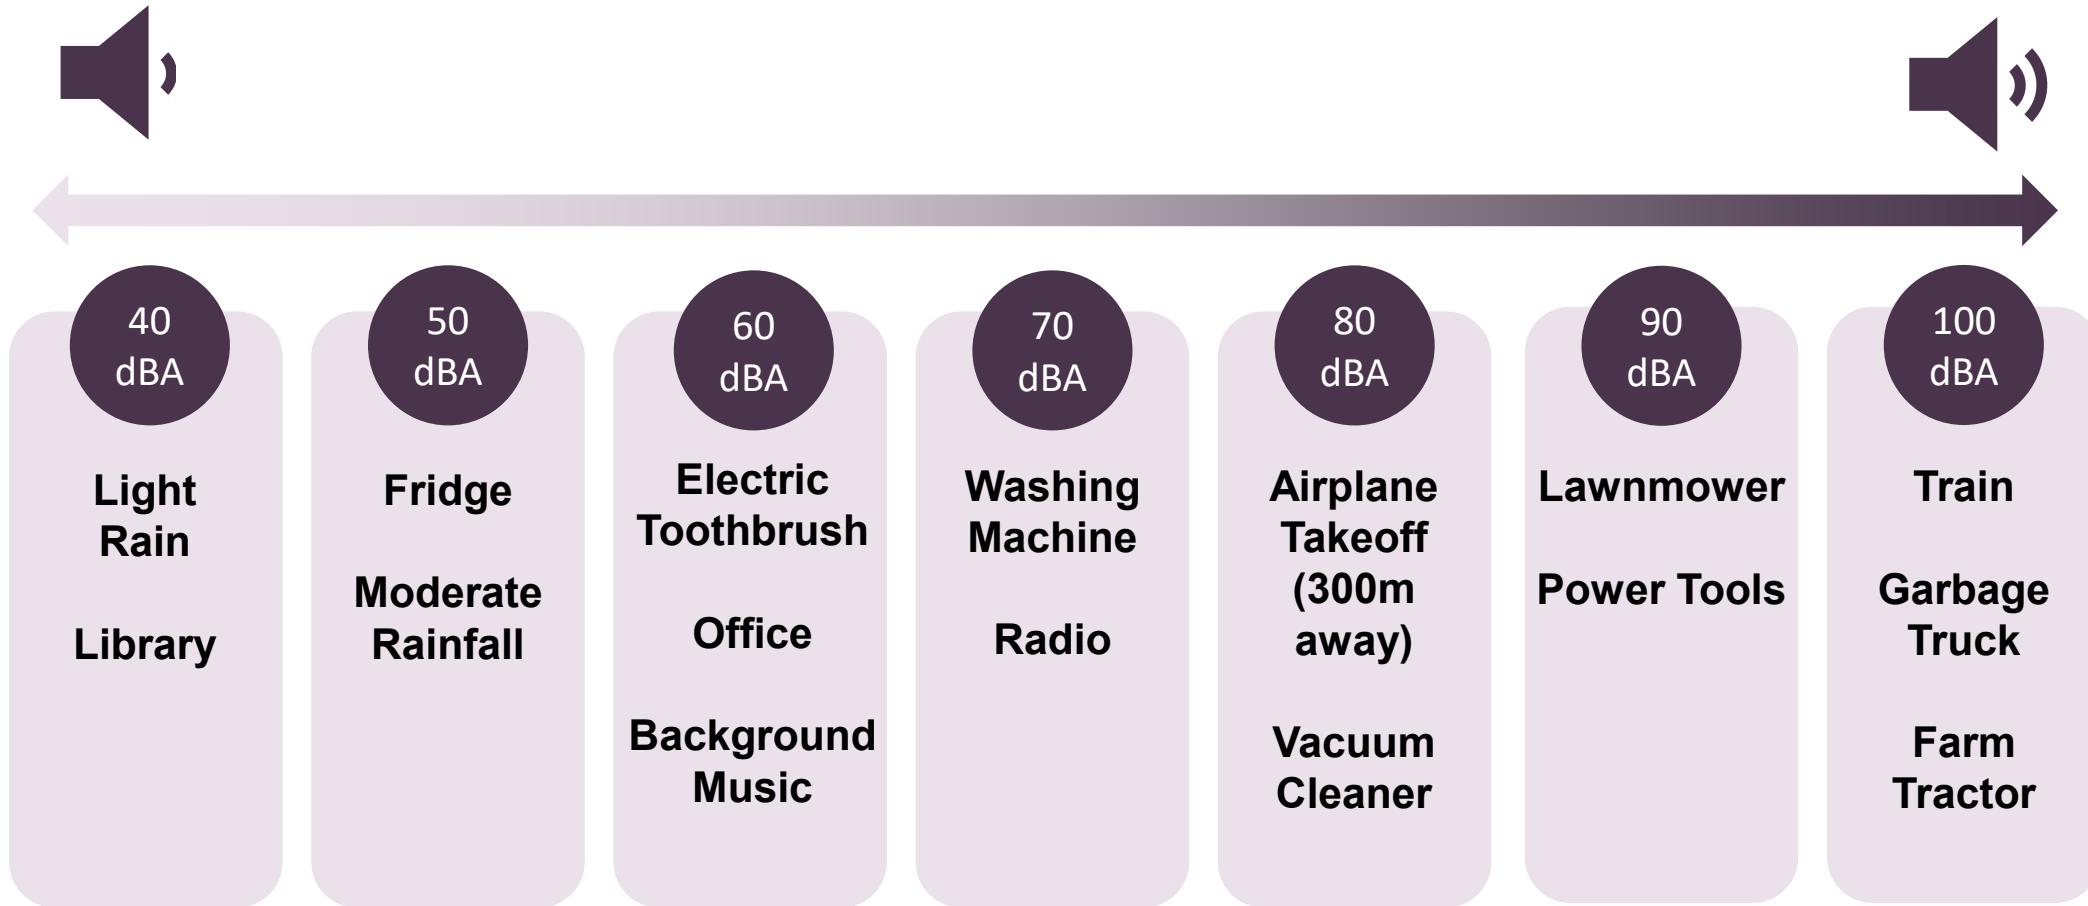 40
dBA
Light
Rain
Library
50
dBA
Fridge
Moderate
Rainfall
60
dBA
Electric
Toothbrush
Office
Background
Music
70
dBA
Washing
Machine
Radio
80
dBA
Airplane
Takeoff
(300m
away)
Vacuum
Cleaner
90
dBA
Lawnmower
Power Tools
100
dBA
Train
Garbage
Truck
Farm
Tractor